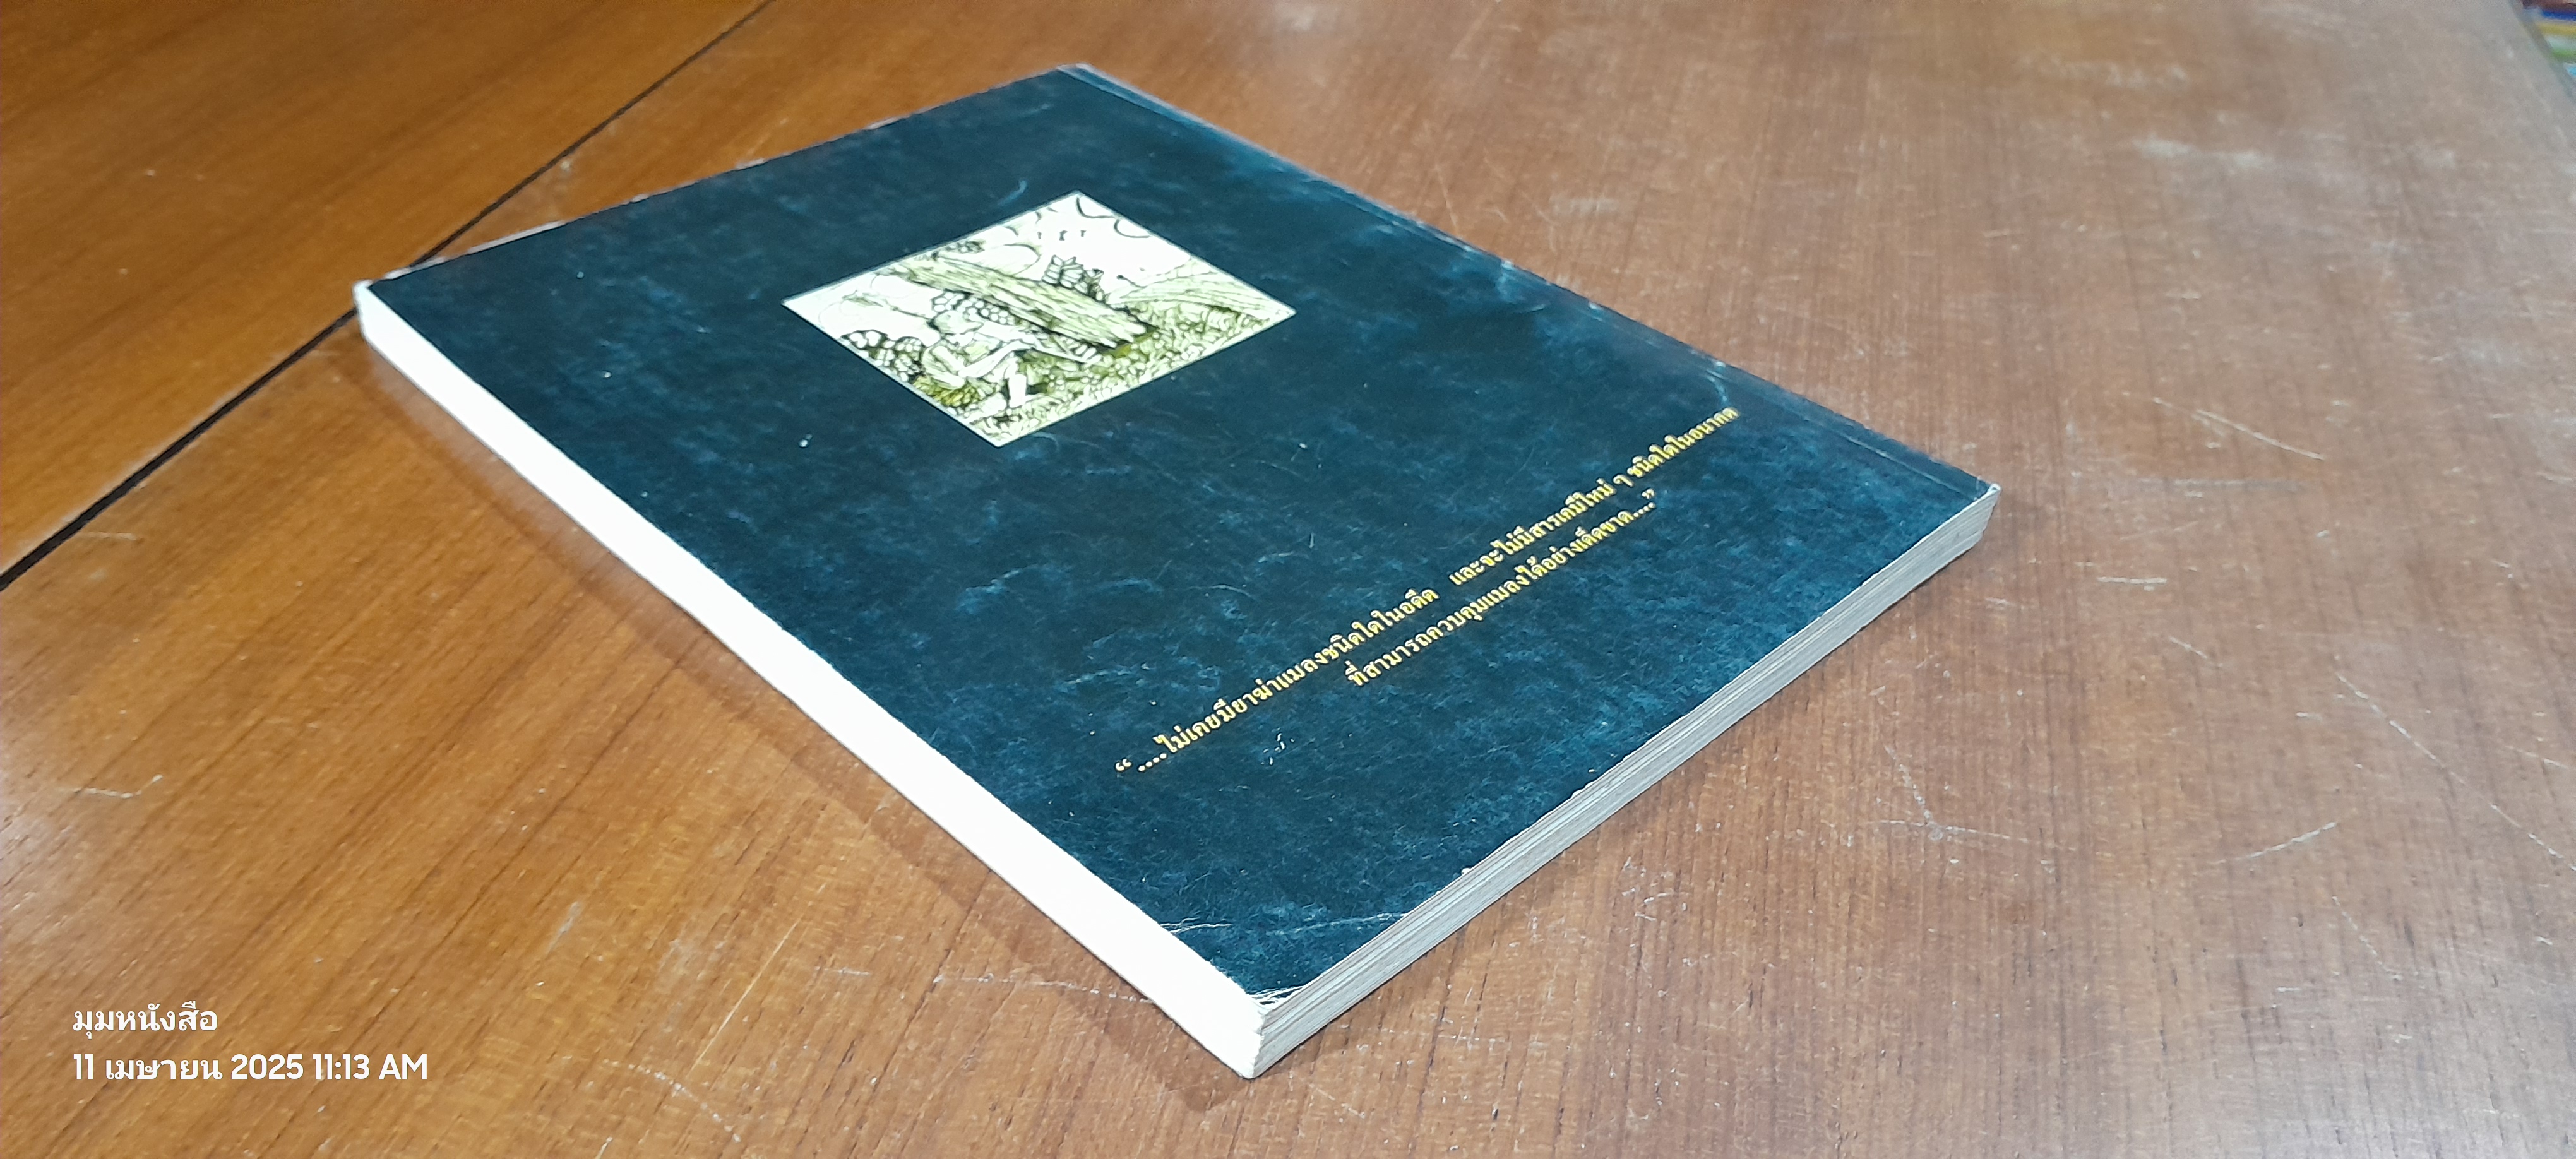 “....ไม่เคยมียาฆ่าแมลงชนิดใดในอดีต และจะไม่มีสารเคมีใหม่ ๆ ชนิดใดในอนาคต
ที่สามารถควบคุมแมลงได้อย่างเด็ดขาด....”
มุมหนังสือ
11 เมษายน 2025 11:13 AM